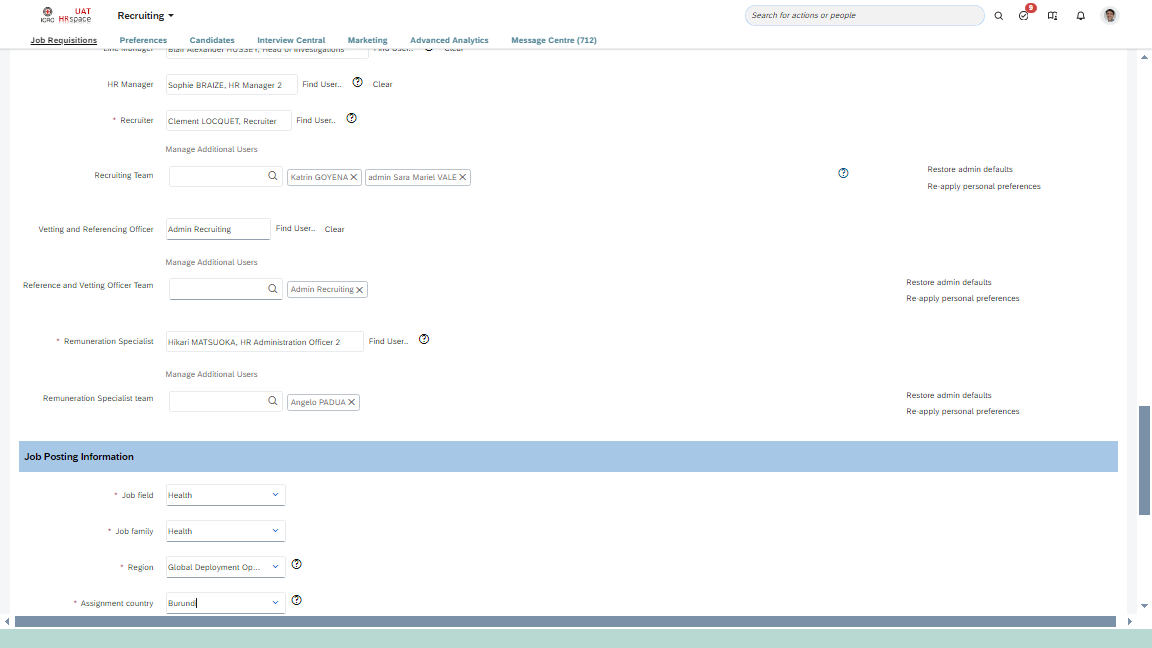 ICRC
UAT
HRspace
Recruiting
Search for actions or people
9
Job Requisitions
Preferences
Candidates
Interview Central
Marketing
Advanced Analytics
Message Centre (712)
Line Manager
Blair Alexander HUSSEY, Head of Investigations
Find User..
Clear
HR Manager
Sophie BRAIZE, HR Manager 2
Find User..
Clear
* Recruiter
Clement LOCQUET, Recruiter
Find User..
Manage Additional Users
Recruiting Team
Katrin GOYENA
admin Sara Mariel VALE
Restore admin defaults
Re-apply personal preferences
Vetting and Referencing Officer
Admin Recruiting
Find User..
Clear
Manage Additional Users
Reference and Vetting Officer Team
Admin Recruiting
Restore admin defaults
Re-apply personal preferences
* Remuneration Specialist
Hikari MATSUOKA, HR Administration Officer 2
Find User..
Manage Additional Users
Remuneration Specialist team
Angelo PADUA
Restore admin defaults
Re-apply personal preferences
Job Posting Information
* Job field
Health
* Job family
Health
* Region
Global Deployment Op...
* Assignment country
Burundi